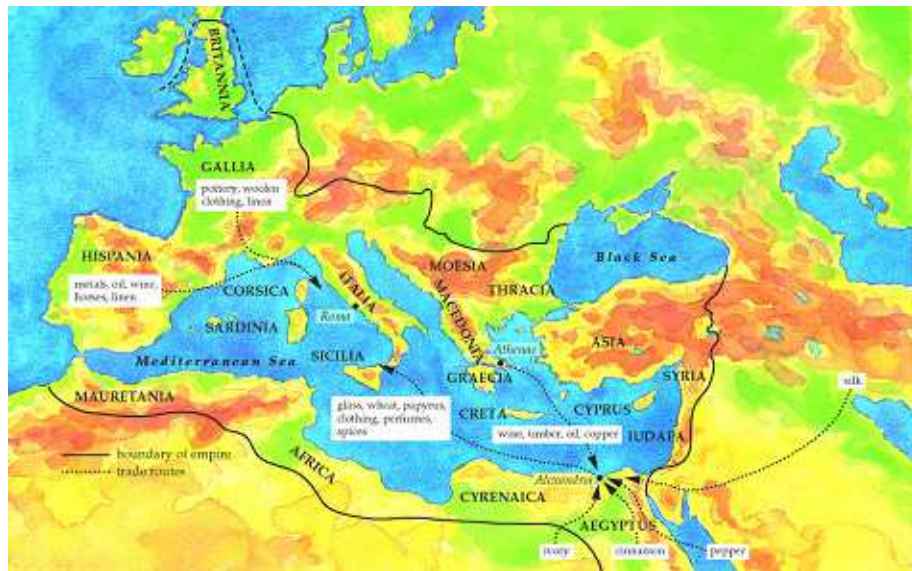 BRITANNIA
GALLIA
pottery, woolen
clothing, linen
HISPANIA
metals, oil, wine,
horses, linen
CORSICA
ITALIA
Roma
SARDINIA
Mediterranean Sea
SICILIA
MOESIA
Black Sea
THRACIA
MACEDONIA
Athenae
GRAECIA
ASIA
SYRIA
silk
MAURETANIA
glass, wheat, papyrus,
clothing, perfumes,
spices
CRETA
CYPRUS
wine, timber, oil, copper
IUDAEA
boundary of empire
trade routes
AFRICA
Alexandria
CYRENAICA
AEGYPTUS
ivory
cinnamon
pepper